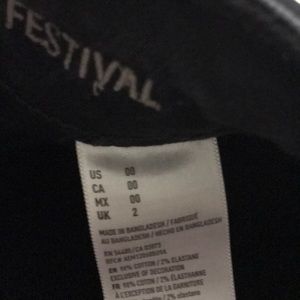 FESTIVAL
US 00
CA 00
MX 00
UK 2
MADE IN BANGLADESH / FABRIQUÉ
AU BANGLADESH / HECHO EN BANGLADESH
EN 98% COTTON / 2% ELASTANE
EXCLUSIVE OF DECORATION
FR 98% COTON / 2% ÉLASTHANNE
À L'EXCEPTION DE LA GARNITURE